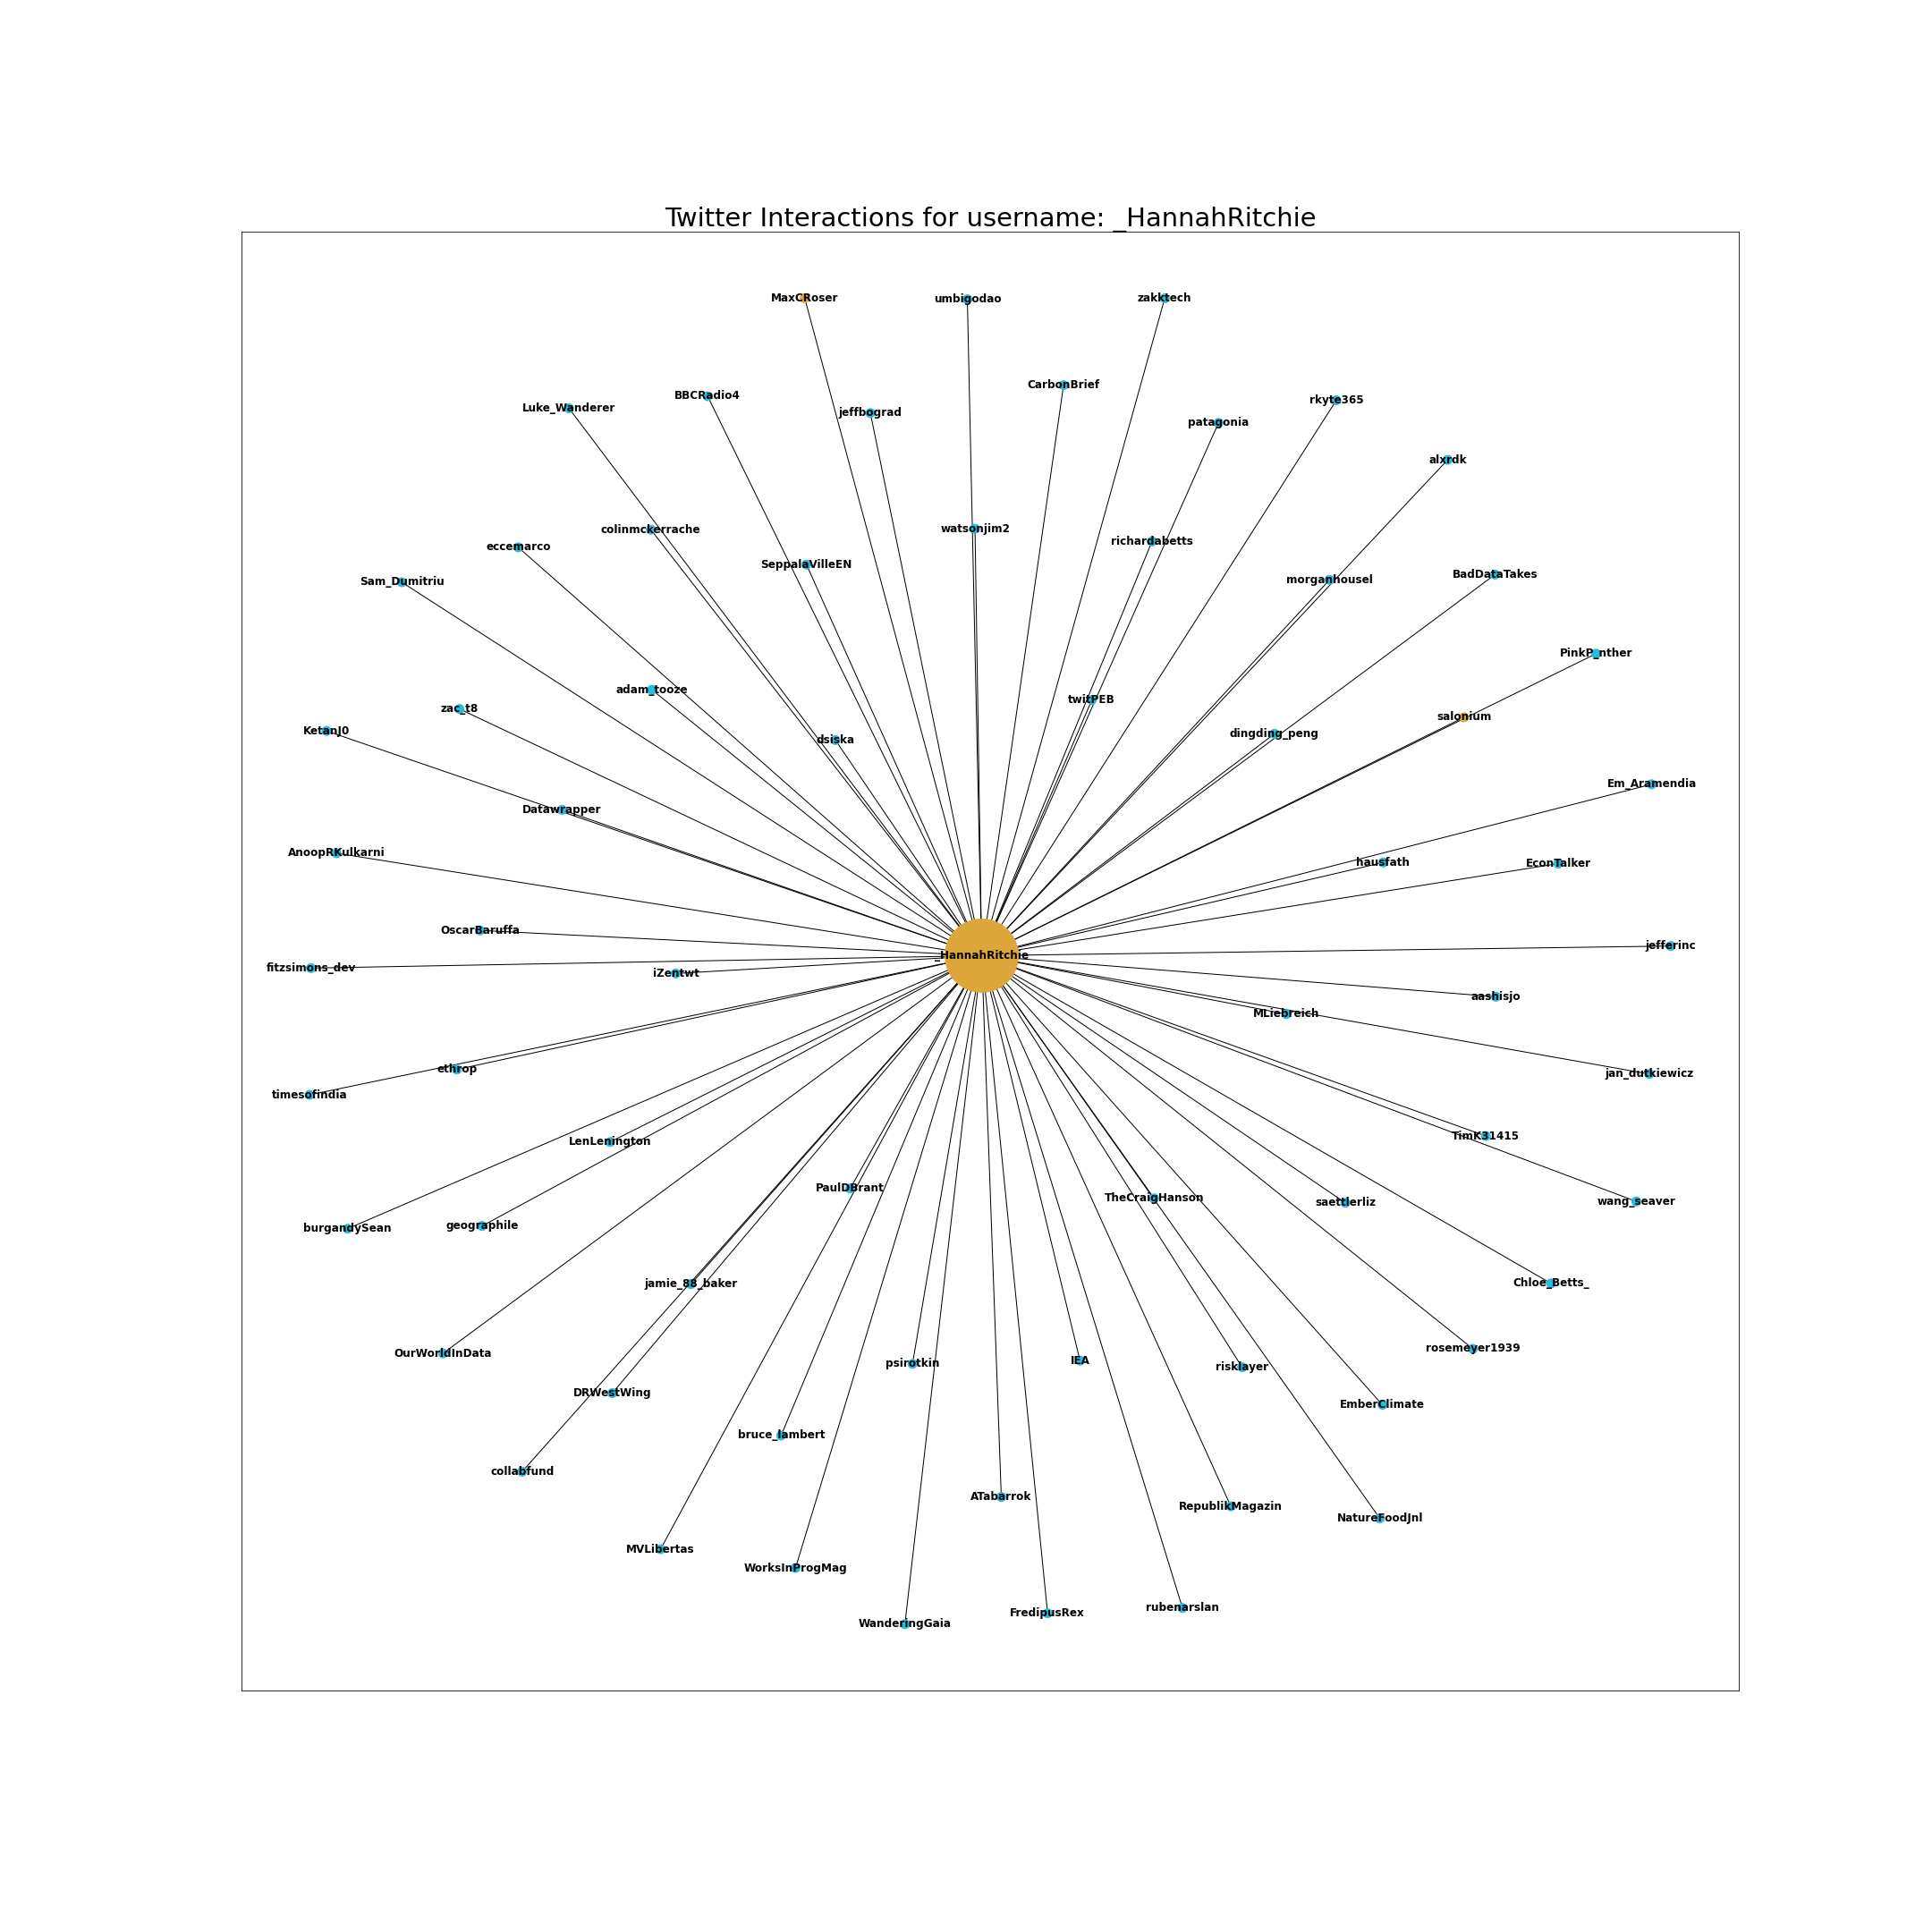 Twitter Interactions for username: _HannahRitchie
MaxCRoser
umbigodao
zakktech
CarbonBrief
BBCRadio4
rkyte365
Luke_Wanderer
jeffbograd
patagonia
alxrdk
watsonjim2
colinmckerrache
richardabetts
eccemarco
SeppalaVilleEN
BadDataTakes
morganhousel
Sam_Dumitriu
PinkP_nther
adam_tooze
twitPEB
zac_t8
salonium
KetanJ0
dingding_peng
dsiska
Em_Aramendia
Datawrapper
AnoopRKulkarni
hausfath
EconTalker
OscarBaruffa
jefferinc
_HannahRitchie
fitzsimons_dev
iZentwt
aashisjo
MLiebreich
ethrop
jan_dutkiewicz
timesofindia
TimK31415
LenLenington
PaulDBrant
TheCraigHanson
wang_seaver
saettlerliz
geographile
burgandySean
Chloe_Betts_
jamie_88_baker
rosemeyer1939
OurWorldInData
IEA
psirotkin
risklayer
DRWestWing
EmberClimate
bruce_lambert
collabfund
ATabarrok
RepublikMagazin
NatureFoodJnl
MVLibertas
WorksInProgMag
rubenarslan
FredipusRex
WanderingGaia